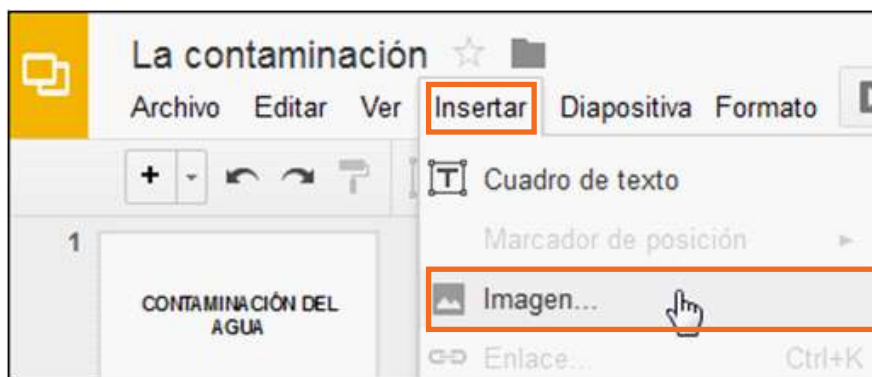 La contaminación
Archivo Editar Ver Insertar Diapositiva Formato
Cuadro de texto
Marcador de posición
1
CONTAMINACIÓN DEL
AGUA
Imagen...
Enlace... Ctrl+K